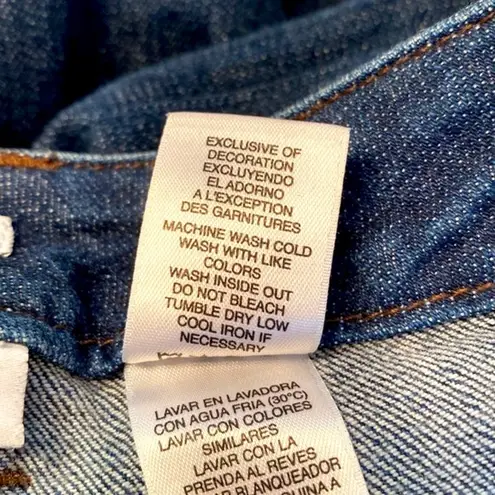 EXCLUSIVE OF
DECORATION
EXCLUYENDO
EL ADORNO
A L'EXCEPTION
DES GARNITURES
MACHINE WASH COLD
WASH WITH LIKE
COLORS
WASH INSIDE OUT
DO NOT BLEACH
TUMBLE DRY LOW
COOL IRON IF
NECESSARY
LAVAR EN LAVADORA
CON AGUA FRIA (30°C)
LAVAR CON COLORES
SIMILARES
LAVAR CON LA
PRENDA AL REVES
BLANQUEADOR